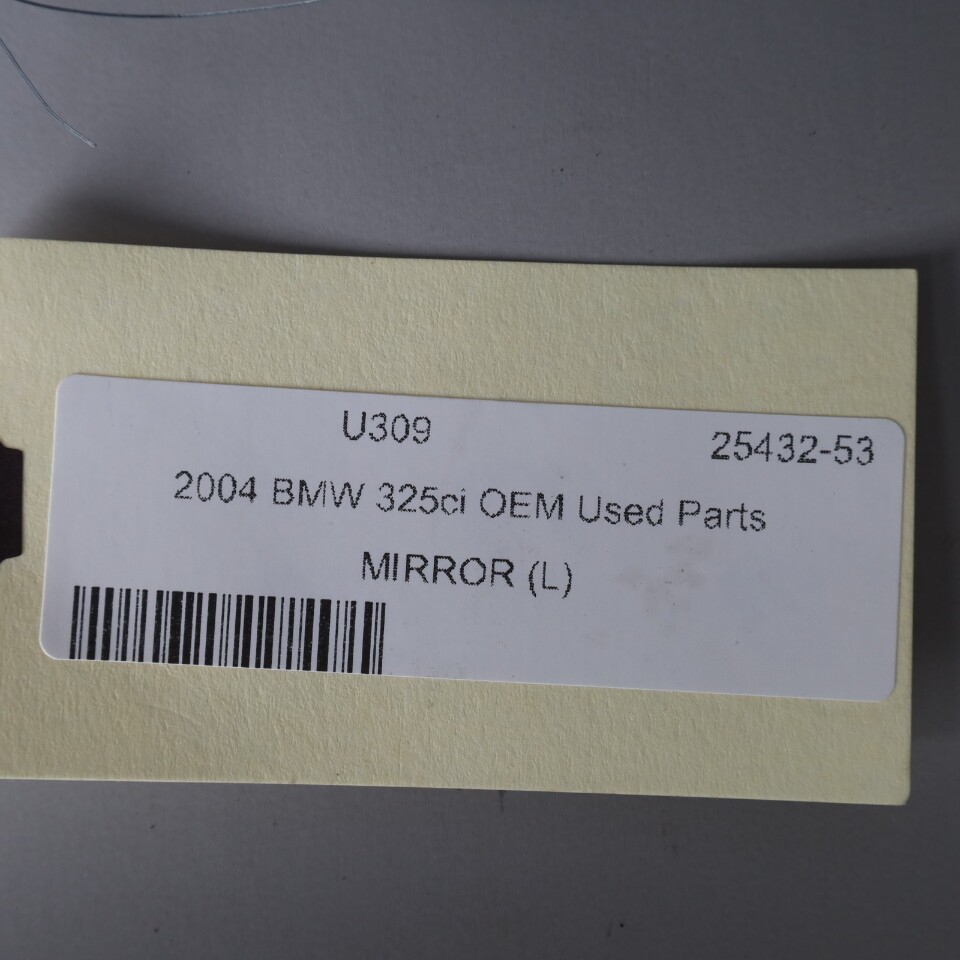 U309 25432-53
2004 BMW 325ci OEM Used Parts
MIRROR (L)